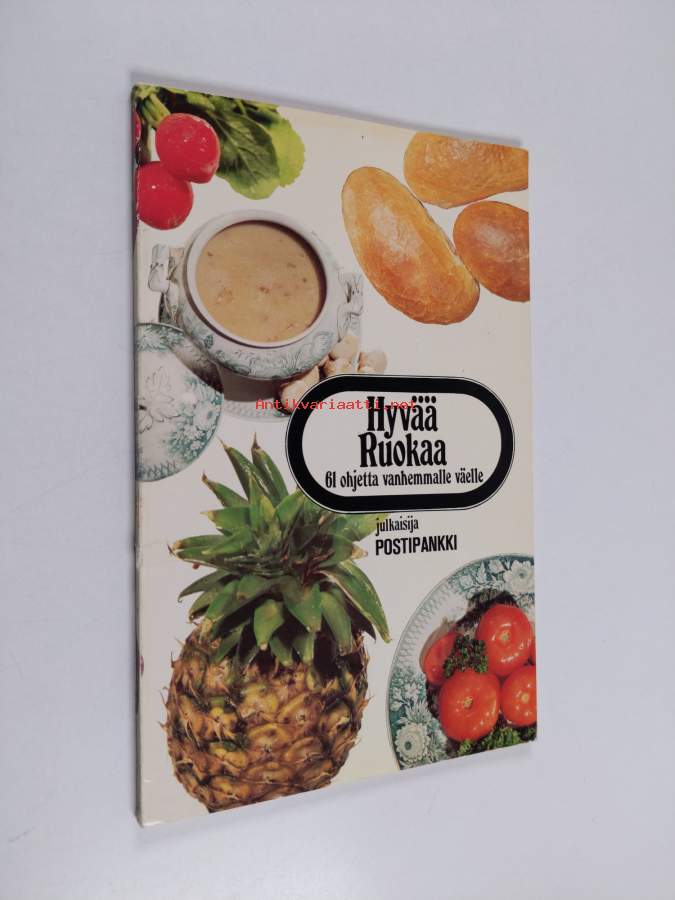 Antikvariaatti.net
Hyvää
Ruokaa
61 ohjetta vanhemmalle väelle
julkaisija
POSTIPANKKI